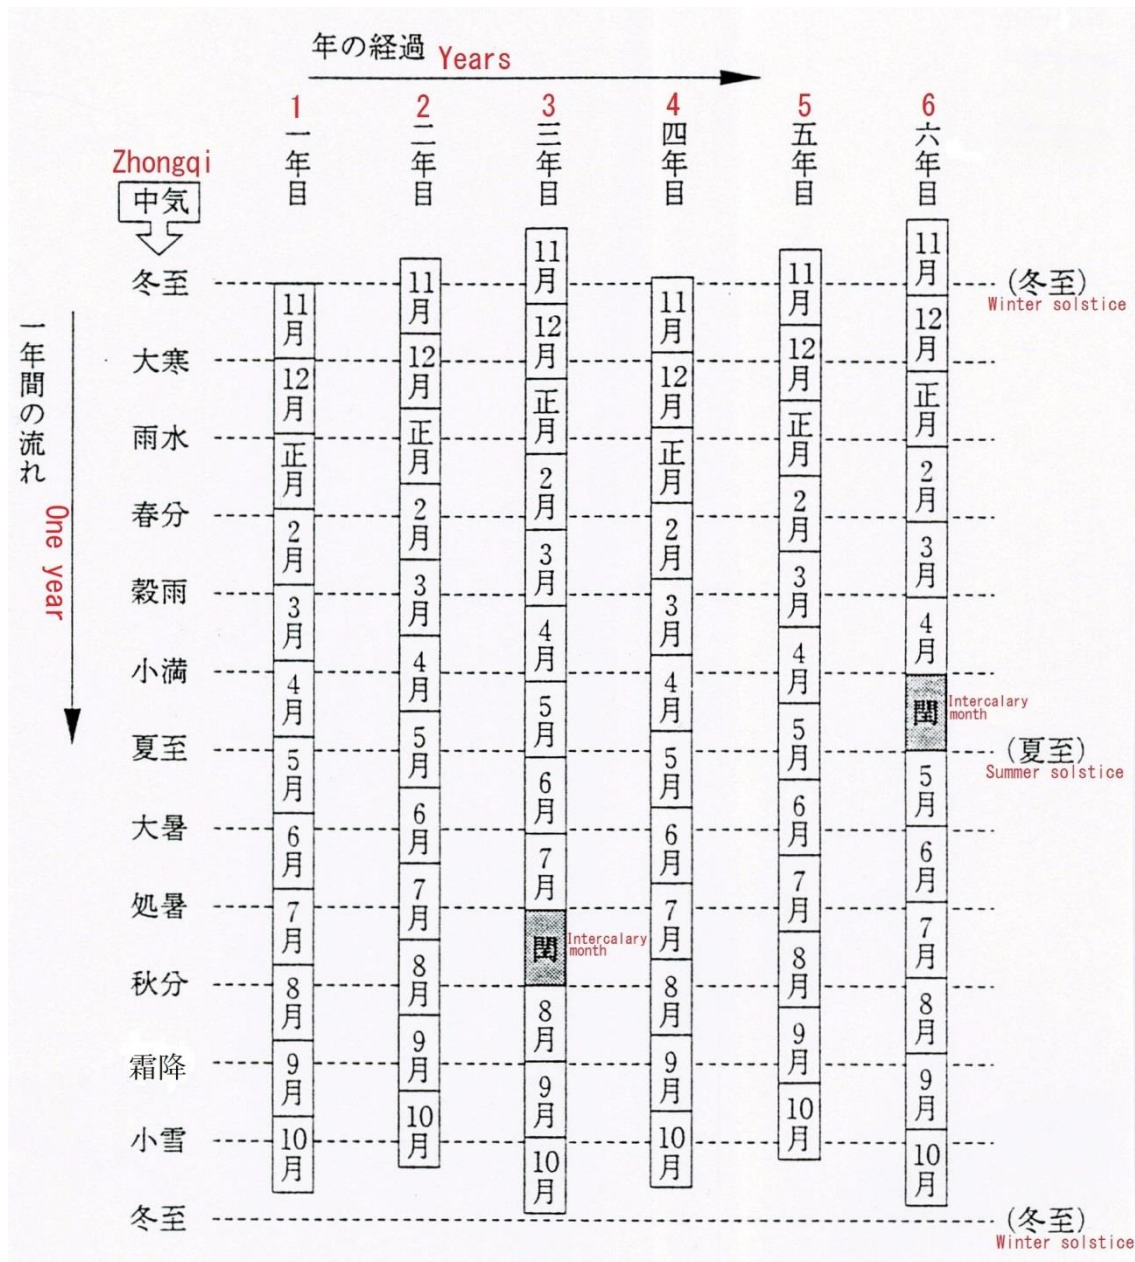 年の経過 Years
1
2
3
4
5
6
一年目
二年目
三年目
四年目
五年目
六年目
Zhongqi
中気
冬至
大寒
雨水
春分
穀雨
小満
夏至
大暑
処暑
秋分
霜降
小雪
冬至
一年間の流れ
One year
11月
12月
正月
2月
3月
4月
5月
6月
7月
8月
9月
10月
11月
12月
正月
2月
3月
4月
5月
6月
7月
8月
9月
10月
11月
12月
正月
2月
3月
4月
5月
6月
7月
閏
Intercalary
month
8月
9月
10月
11月
12月
正月
2月
3月
4月
5月
6月
7月
8月
9月
10月
11月
12月
正月
2月
3月
4月
5月
6月
7月
8月
9月
10月
11月
12月
正月
2月
3月
4月
閏
Intercalary
month
5月
6月
7月
8月
9月
10月
(冬至)
Winter solstice
(夏至)
Summer solstice
(冬至)
Winter solstice